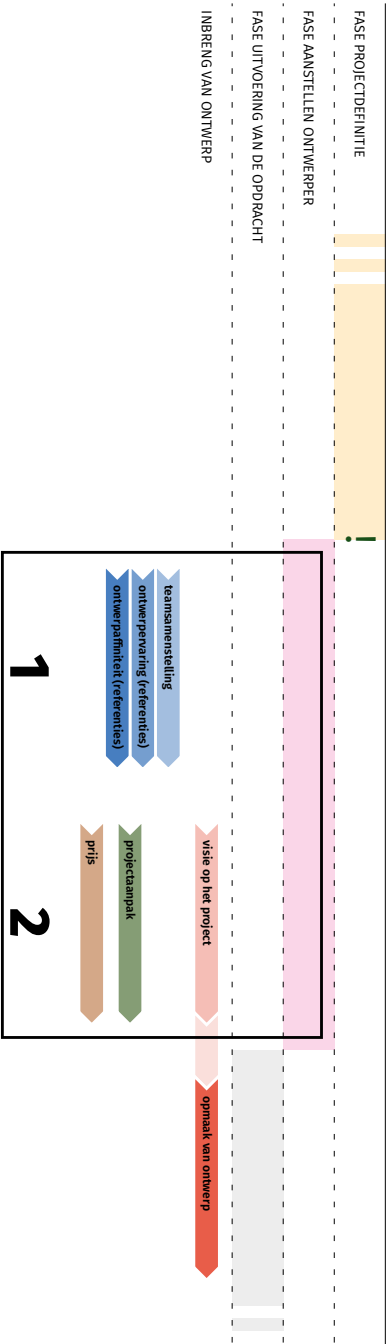 FASE PROJECTDEFINITIE
FASE AANSTELLEN ONTWERPER
FASE UITVOERING VAN DE OPDRACHT
INBRENG VAN ONTWERP
!
teamsamenstelling
ontwerpervaring (referenties)
ontwerpaffiniteit (referenties)
visie op het project
projectaanpak
prijs
opmaak van ontwerp
1
2